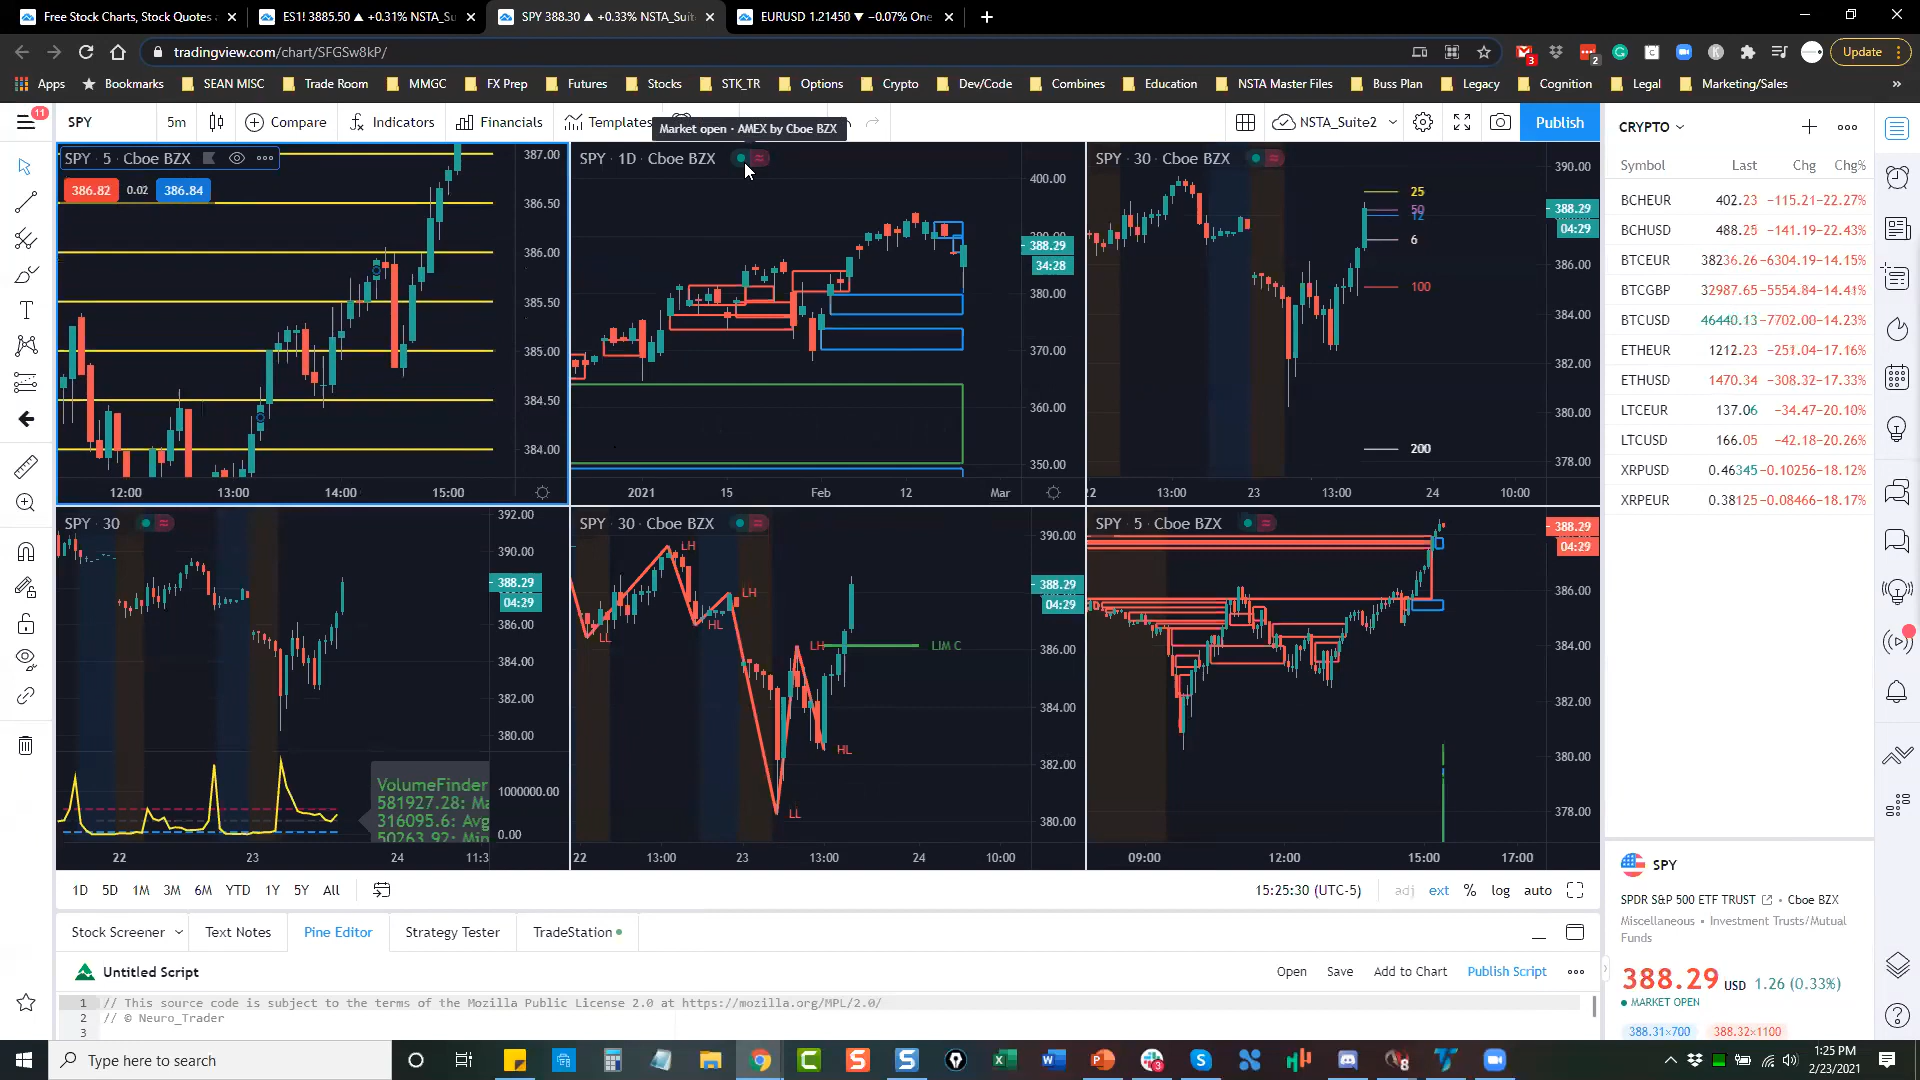 Free Stock Charts, Stock Quotes
ES1! 3885.50 ▲ +0.31% NSTA_Su
SPY 388.30 ▲ +0.33% NSTA_Suit
EURUSD 1.21450 ▼ −0.07% One
tradingview.com/chart/SFGSw8kP/
3
2
K
Update
Apps
Bookmarks
SEAN MISC
Trade Room
MMGC
FX Prep
Futures
Stocks
STK_TR
Options
Crypto
Dev/Code
Combines
Education
NSTA Master Files
Buss Plan
Legacy
Cognition
Legal
Marketing/Sales
»
11
SPY
5m
Compare
Indicators
Financials
Templates
Market open · AMEX by Cboe BZX
NSTA_Suite2
Publish
SPY · 5 · Cboe BZX
386.82
0.02
386.84
387.00
386.50
386.00
385.50
385.00
384.50
384.00
12:00
13:00
14:00
15:00
SPY · 1D · Cboe BZX
400.00
390.00
388.29
34:28
380.00
370.00
360.00
350.00
2021
15
Feb
12
Mar
SPY · 30 · Cboe BZX
25
50
12
6
100
200
390.00
388.29
04:29
386.00
384.00
382.00
380.00
378.00
22
13:00
23
13:00
24
10:00
SPY · 30
392.00
390.00
388.29
04:29
386.00
384.00
382.00
380.00
VolumeFinder
581927.28: Ma
316095.6: Avg
50263.92: Min
1000000.00
0.00
22
23
24
11:3
SPY · 30 · Cboe BZX
LH
LL
HL
LH
LH
LIM C
HL
LL
390.00
388.29
04:29
386.00
384.00
382.00
380.00
22
13:00
23
13:00
24
10:00
SPY · 5 · Cboe BZX
388.29
04:29
386.00
384.00
382.00
380.00
378.00
09:00
12:00
15:00
17:00
1D 5D 1M 3M 6M YTD 1Y 5Y All
15:25:30 (UTC-5)
adj ext % log auto
Stock Screener
Text Notes
Pine Editor
Strategy Tester
TradeStation
Untitled Script
Open
Save
Add to Chart
Publish Script
1 // This source code is subject to the terms of the Mozilla Public License 2.0 at https://mozilla.org/MPL/2.0/
2 // © Neuro_Trader
3
CRYPTO
Symbol Last Chg Chg%
BCHEUR 402.23 −115.21 −22.27%
BCHUSD 488.25 −141.19 −22.43%
BTCEUR 38236.26 −6304.19 −14.15%
BTCGBP 32987.65 −5554.84 −14.41%
BTCUSD 46440.13 −7702.00 −14.23%
ETHEUR 1212.23 −251.04 −17.16%
ETHUSD 1470.34 −308.32 −17.33%
LTCEUR 137.06 −34.47 −20.10%
LTCUSD 166.05 −42.18 −20.26%
XRPUSD 0.46345 −0.10256 −18.12%
XRPEUR 0.38125 −0.08466 −18.17%
SPY
SPDR S&P 500 ETF TRUST • Cboe BZX
Miscellaneous • Investment Trusts/Mutual
Funds
388.29 USD 1.26 (0.33%)
MARKET OPEN
388.31×700
388.32×1100
Type here to search
1:25 PM
2/23/2021